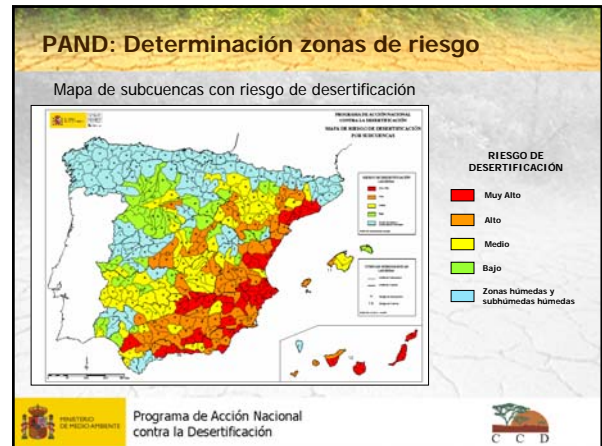 PAND: Determinación zonas de riesgo
Mapa de subcuencas con riesgo de desertificación
PROGRAMA DE ACCIÓN NACIONAL
CONTRA LA DESERTIFICACIÓN
MAPA DE RIESGO DE DESERTIFICACIÓN
POR SUBCUENCAS
RIESGO DE
DESERTIFICACIÓN
Muy Alto
Alto
Medio
Bajo
Zonas húmedas y
subhúmedas húmedas
MINISTERIO
DE MEDIO AMBIENTE
Programa de Acción Nacional
contra la Desertificación
C C D